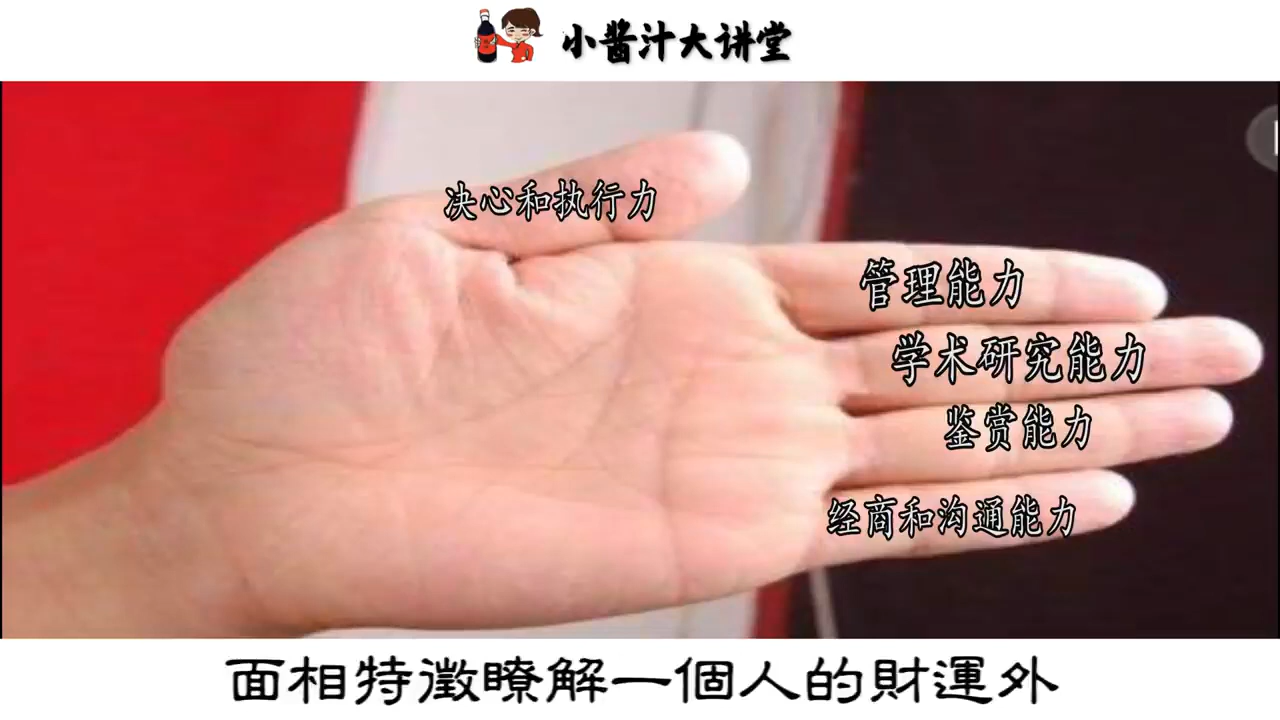 小酱汁大讲堂
决心和执行力
管理能力
学术研究能力
鉴赏能力
经商和沟通能力
面相特徵瞭解一個人的財運外